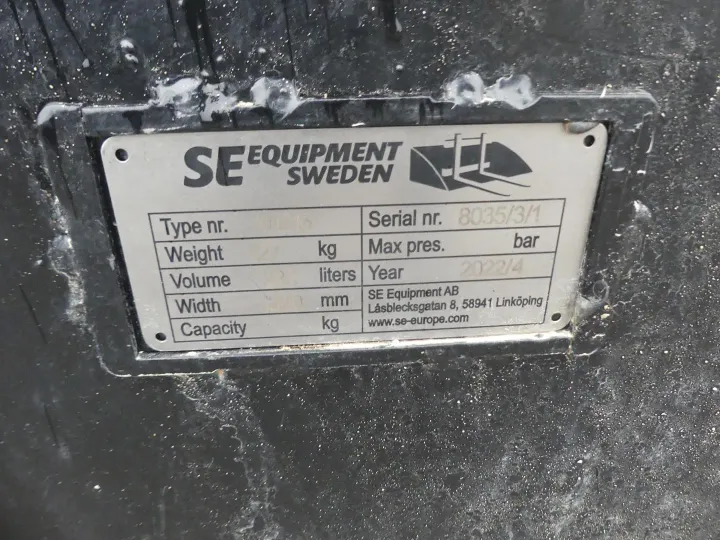 SE EQUIPMENT
SWEDEN
Type nr.
Weight kg
Volume liters
Width mm
Capacity kg
Serial nr. 8035/3/1
Max pres. bar
Year 2022/4
SE Equipment AB
Låsblecksgatan 8, 58941 Linköping
www.se-europe.com